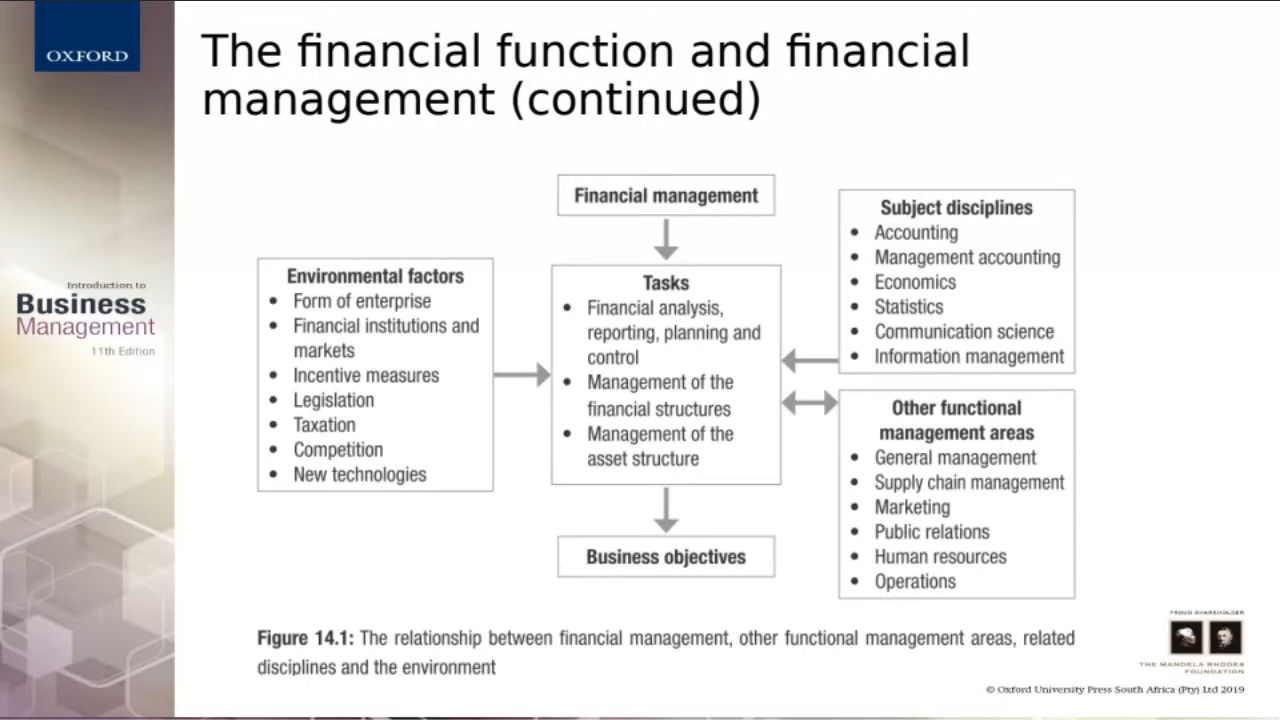 OXFORD
The financial function and financial
management (continued)
Introduction to
Business
Management
11th Edition
Financial management
Environmental factors
• Form of enterprise
• Financial institutions and
markets
• Incentive measures
• Legislation
• Taxation
• Competition
• New technologies
Tasks
• Financial analysis,
reporting, planning and
control
• Management of the
financial structures
• Management of the
asset structure
Business objectives
Subject disciplines
• Accounting
• Management accounting
• Economics
• Statistics
• Communication science
• Information management
Other functional
management areas
• General management
• Supply chain management
• Marketing
• Public relations
• Human resources
• Operations
Figure 14.1: The relationship between financial management, other functional management areas, related
disciplines and the environment
PROUD SHAREHOLDER
THE MANDELA RHODES
FOUNDATION
© Oxford University Press South Africa (Pty) Ltd 2019